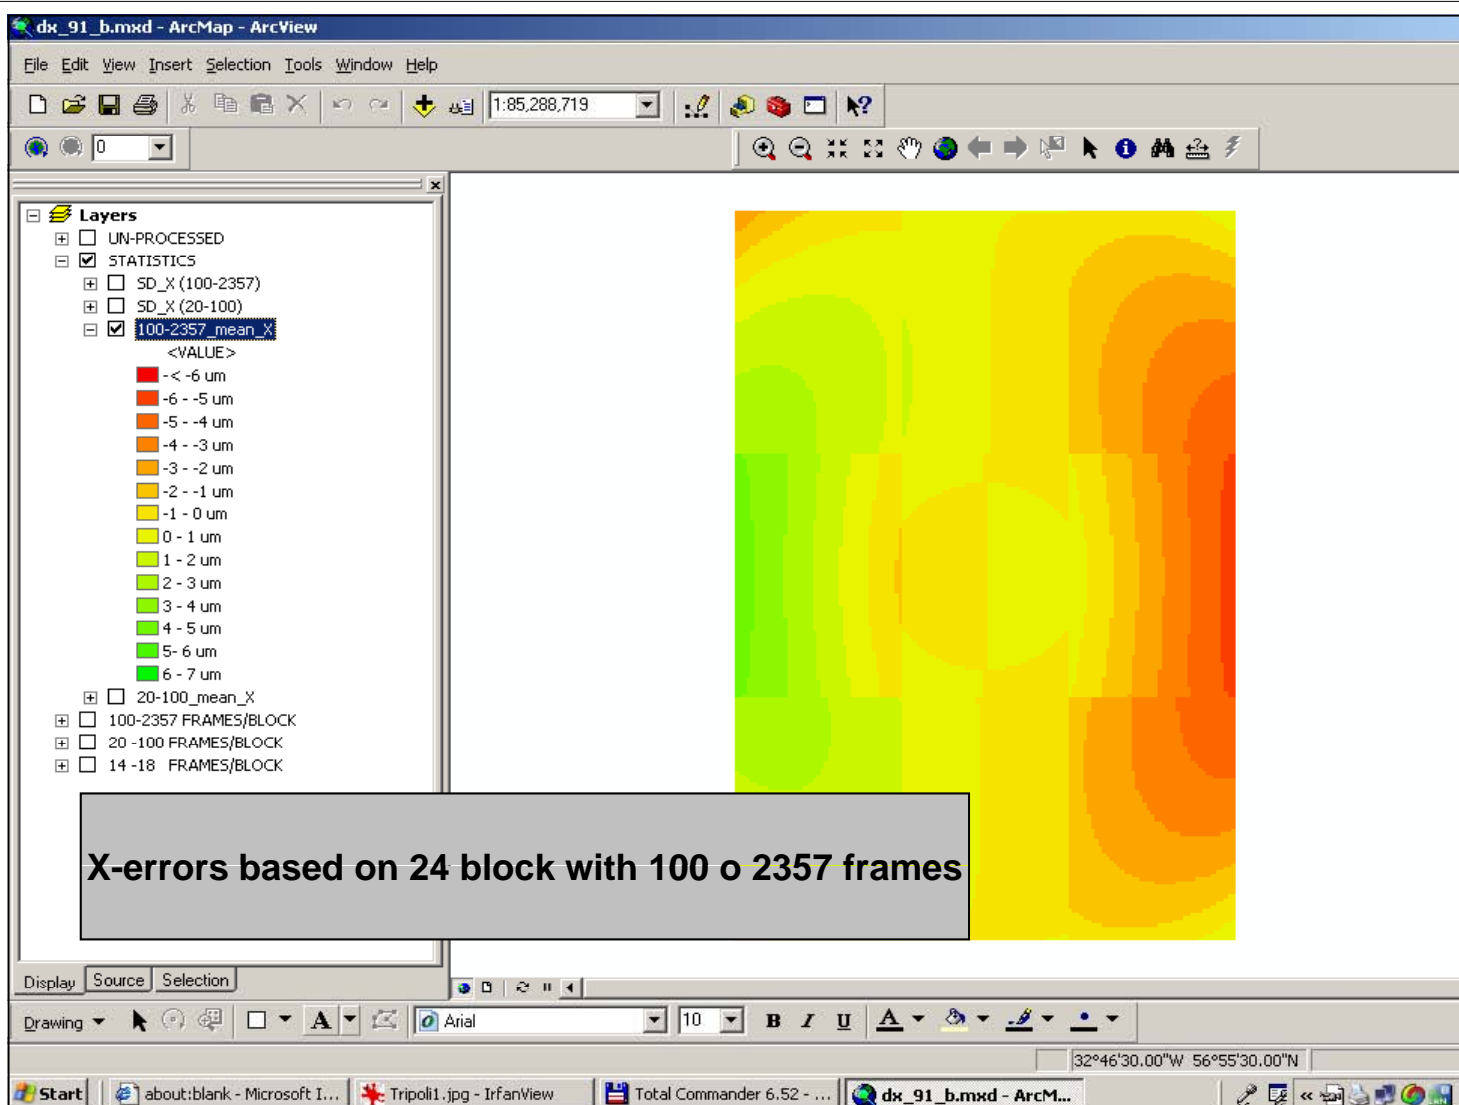 dx_91_b.mxd - ArcMap - ArcView
File Edit View Insert Selection Tools Window Help
1:85,288,719
0
Layers
UN-PROCESSED
STATISTICS
SD_X (100-2357)
SD_X (20-100)
100-2357_mean_X
<VALUE>
-< -6 um
-6 - -5 um
-5 - -4 um
-4 - -3 um
-3 - -2 um
-2 - -1 um
-1 - 0 um
0 - 1 um
1 - 2 um
2 - 3 um
3 - 4 um
4 - 5 um
5- 6 um
6 - 7 um
20-100_mean_X
100-2357 FRAMES/BLOCK
20 -100 FRAMES/BLOCK
14 -18 FRAMES/BLOCK
X-errors based on 24 block with 100 o 2357 frames
Display Source Selection
Drawing A Arial 10 B I U A
32°46'30.00"W 56°55'30.00"N
Start about:blank - Microsoft I... Tripoli1.jpg - IrfanView Total Commander 6.52 - ... dx_91_b.mxd - ArcM...